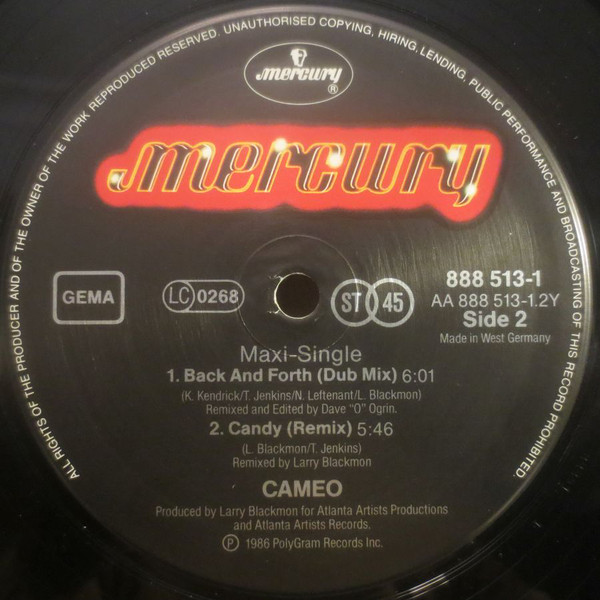 ALL RIGHTS OF THE PRODUCER AND OF THE OWNER OF THE WORK REPRODUCED RESERVED. UNAUTHORISED COPYING, HIRING, LENDING, PUBLIC PERFORMANCE AND BROADCASTING OF THIS RECORD PROHIBITED.
mercury
®
mercury
GEMA
LC 0268
ST 45
888 513-1
AA 888 513-1.2Y
Side 2
Made in West Germany
Maxi-Single
1. Back And Forth (Dub Mix) 6:01
(K. Kendrick/T. Jenkins/N. Leftenant/L. Blackmon)
Remixed and Edited by Dave "O" Ogrin.
2. Candy (Remix) 5:46
(L. Blackmon/T. Jenkins)
Remixed by Larry Blackmon
CAMEO
Produced by Larry Blackmon for Atlanta Artists Productions
and Atlanta Artists Records.
Ⓟ 1986 PolyGram Records Inc.